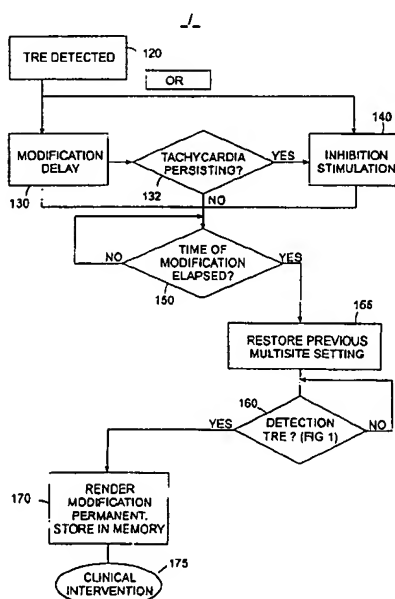 _/_
TRE DETECTED
120
OR
140
MODIFICATION
DELAY
TACHYCARDIA
PERSISTING?
YES
INHIBITION
STIMULATION
130
132
NO
NO
TIME OF
MODIFICATION
ELAPSED?
YES
150
165
RESTORE PREVIOUS
MULTISITE SETTING
160
YES
DETECTION
TRE ? (FIG 1)
NO
170
RENDER
MODIFICATION
PERMANENT.
STORE IN MEMORY
175
CLINICAL
INTERVENTION